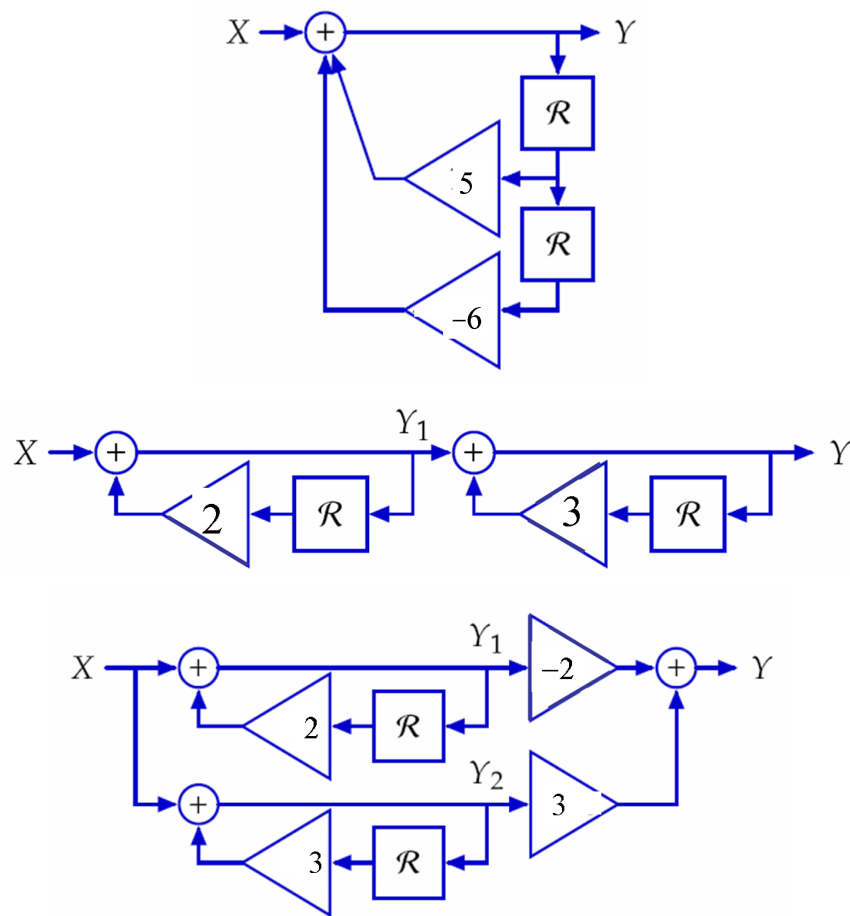 X + Y
R
5
R
–6
X + Y₁ + Y
2 R 3 R
X + Y₁ –2 + Y
2 R
+ Y₂ 3
3 R